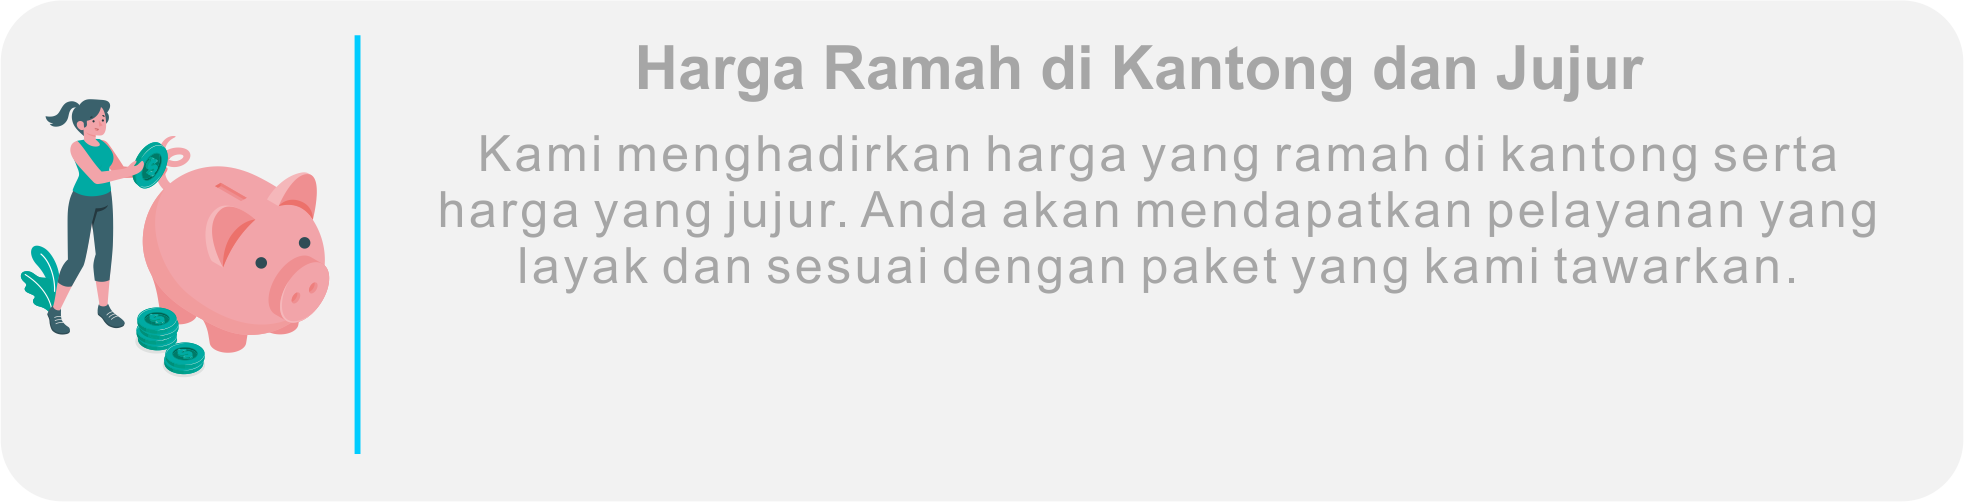 Harga Ramah di Kantong dan Jujur
Kami menghadirkan harga yang ramah di kantong serta
harga yang jujur. Anda akan mendapatkan pelayanan yang
layak dan sesuai dengan paket yang kami tawarkan.